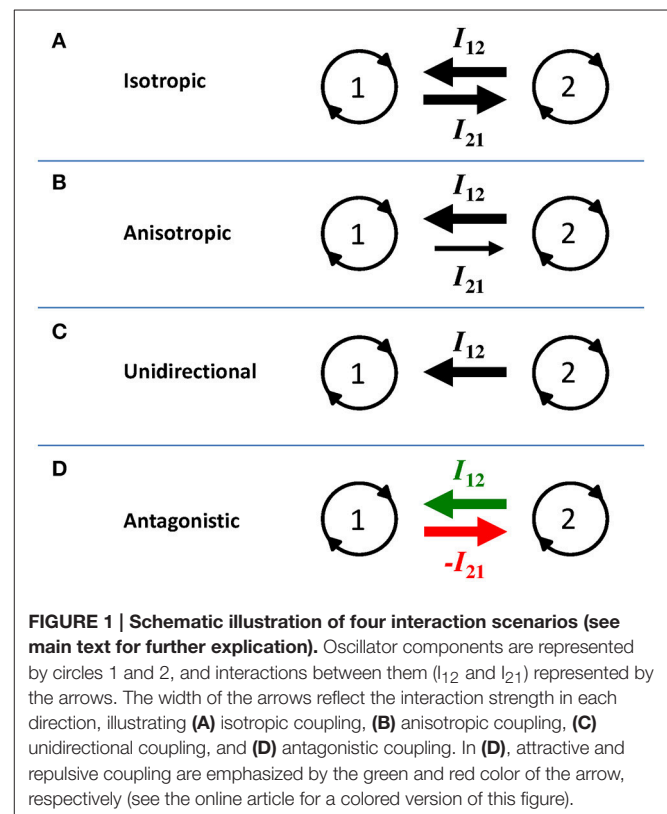 A
Isotropic
I12
1
2
I21
B
Anisotropic
I12
1
2
I21
C
Unidirectional
I12
1
2
D
Antagonistic
I12
1
2
-I21
FIGURE 1 | Schematic illustration of four interaction scenarios (see
main text for further explication). Oscillator components are represented
by circles 1 and 2, and interactions between them (I12 and I21) represented by
the arrows. The width of the arrows reflect the interaction strength in each
direction, illustrating (A) isotropic coupling, (B) anisotropic coupling, (C)
unidirectional coupling, and (D) antagonistic coupling. In (D), attractive and
repulsive coupling are emphasized by the green and red color of the arrow,
respectively (see the online article for a colored version of this figure).